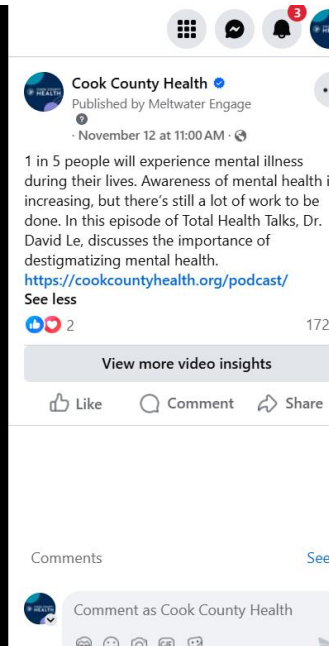 3
Cook County Health
Published by Meltwater Engage
· November 12 at 11:00 AM ·
1 in 5 people will experience mental illness
during their lives. Awareness of mental health i
increasing, but there's still a lot of work to be
done. In this episode of Total Health Talks, Dr.
David Le, discusses the importance of
destigmatizing mental health.
https://cookcountyhealth.org/podcast/
See less
2 172
View more video insights
Like Comment Share
Comments See
Comment as Cook County Health
GIF